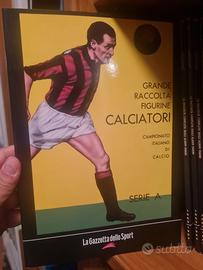 GRANDE
RACCOLTA
FIGURINE
CALCIATORI
CAMPIONATO
ITALIANO
DI
CALCIO
SERIE A
La Gazzetta dello Sport
subito